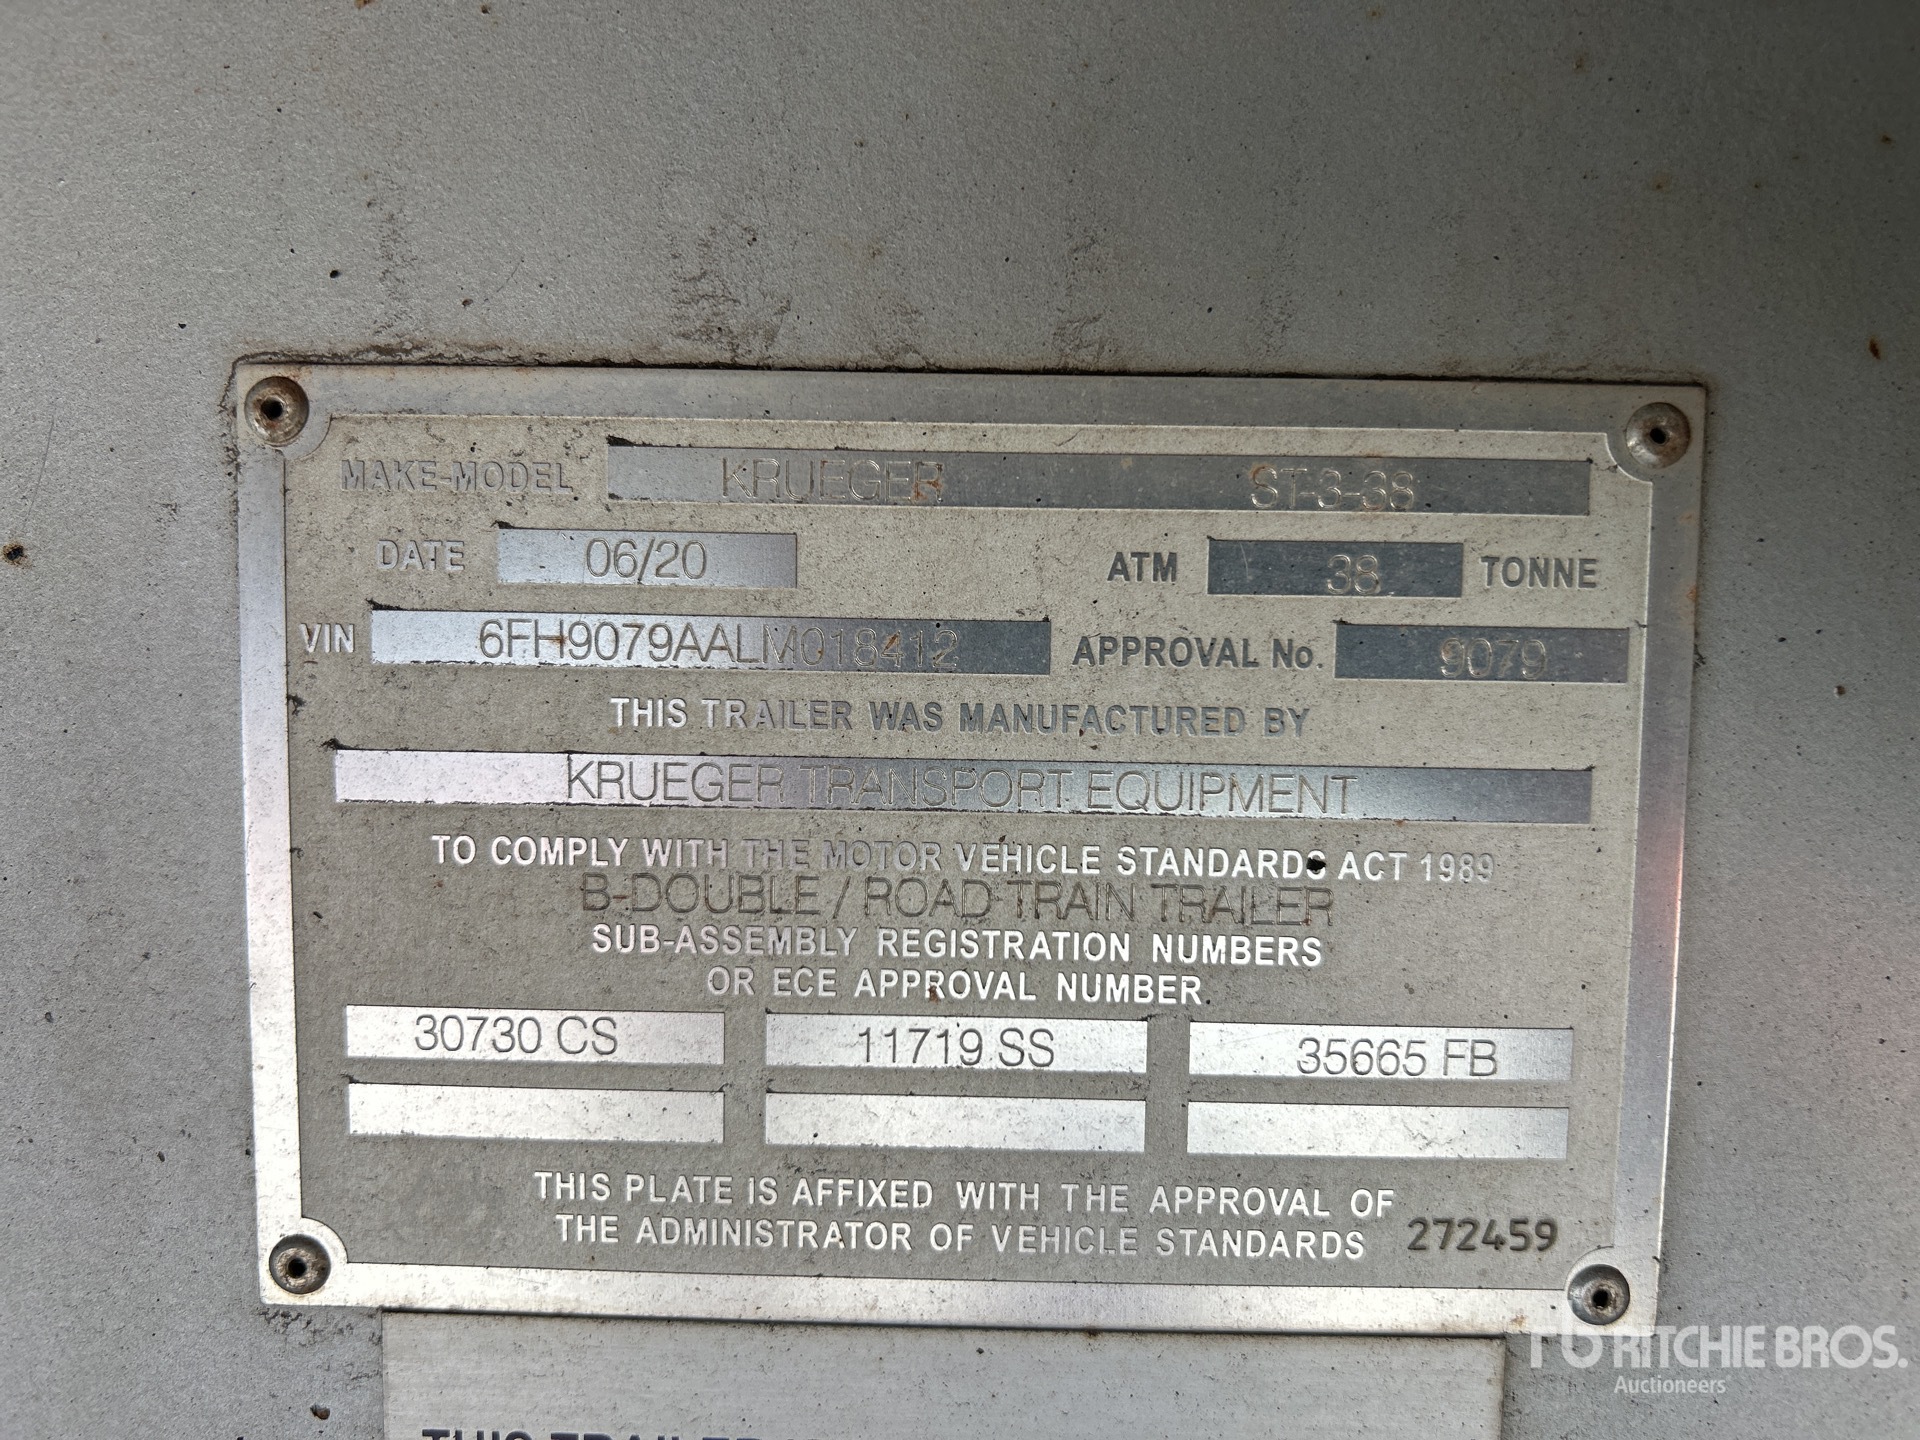 MAKE-MODEL KRUEGER ST-3-38
DATE 06/20 ATM 38 TONNE
VIN 6FH9079AALM018412 APPROVAL No. 9079
THIS TRAILER WAS MANUFACTURED BY
KRUEGER TRANSPORT EQUIPMENT
TO COMPLY WITH THE MOTOR VEHICLE STANDARDS ACT 1989
B-DOUBLE / ROAD TRAIN TRAILER
SUB-ASSEMBLY REGISTRATION NUMBERS
OR ECE APPROVAL NUMBER
30730 CS 11719 SS 35665 FB
THIS PLATE IS AFFIXED WITH THE APPROVAL OF
THE ADMINISTRATOR OF VEHICLE STANDARDS 272459
RITCHIE BROS.
Auctioneers
THIS TRAILER